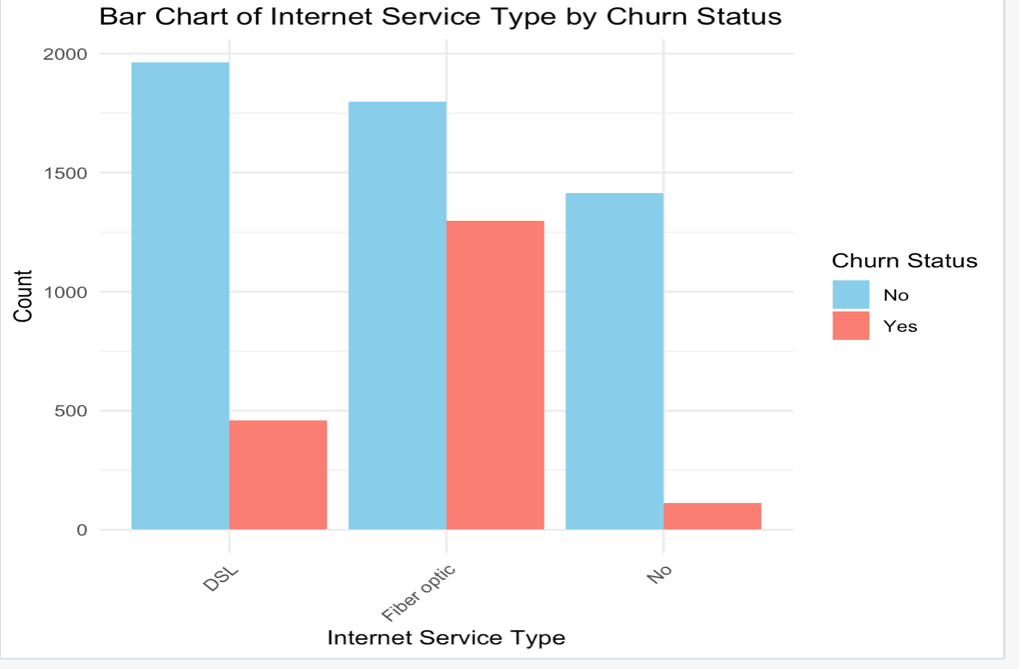 Bar Chart of Internet Service Type by Churn Status
2000
1500
1000
500
0
Count
DSL
Fiber optic
No
Internet Service Type
Churn Status
No
Yes